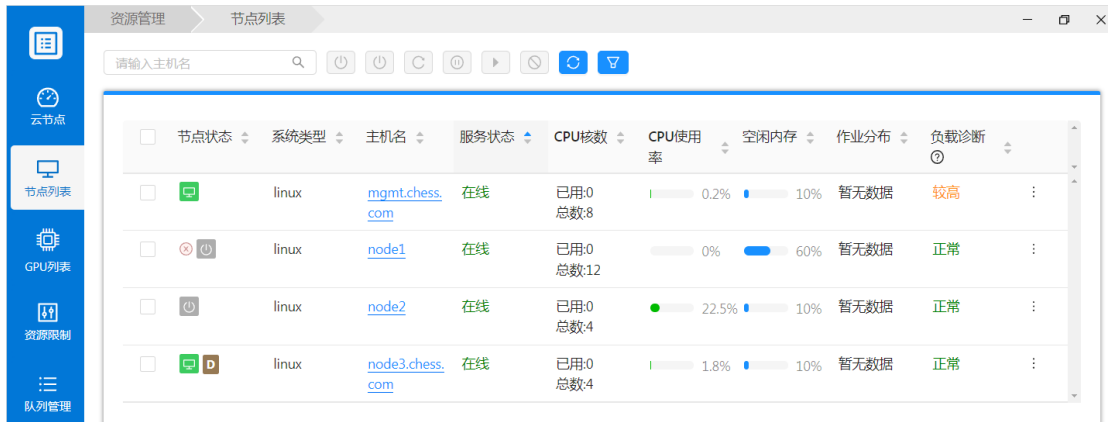 资源管理
节点列表
请输入主机名
云节点
节点列表
GPU列表
资源限制
队列管理
节点状态 系统类型 主机名 服务状态 CPU核数 CPU使用率 空闲内存 作业分布 负载诊断
linux mgmt.chess.com 在线 已用:0 总数:8 0.2% 10% 暂无数据 较高
linux node1 在线 已用:0 总数:12 0% 60% 暂无数据 正常
linux node2 在线 已用:0 总数:4 22.5% 10% 暂无数据 正常
D linux node3.chess.com 在线 已用:0 总数:4 1.8% 10% 暂无数据 正常